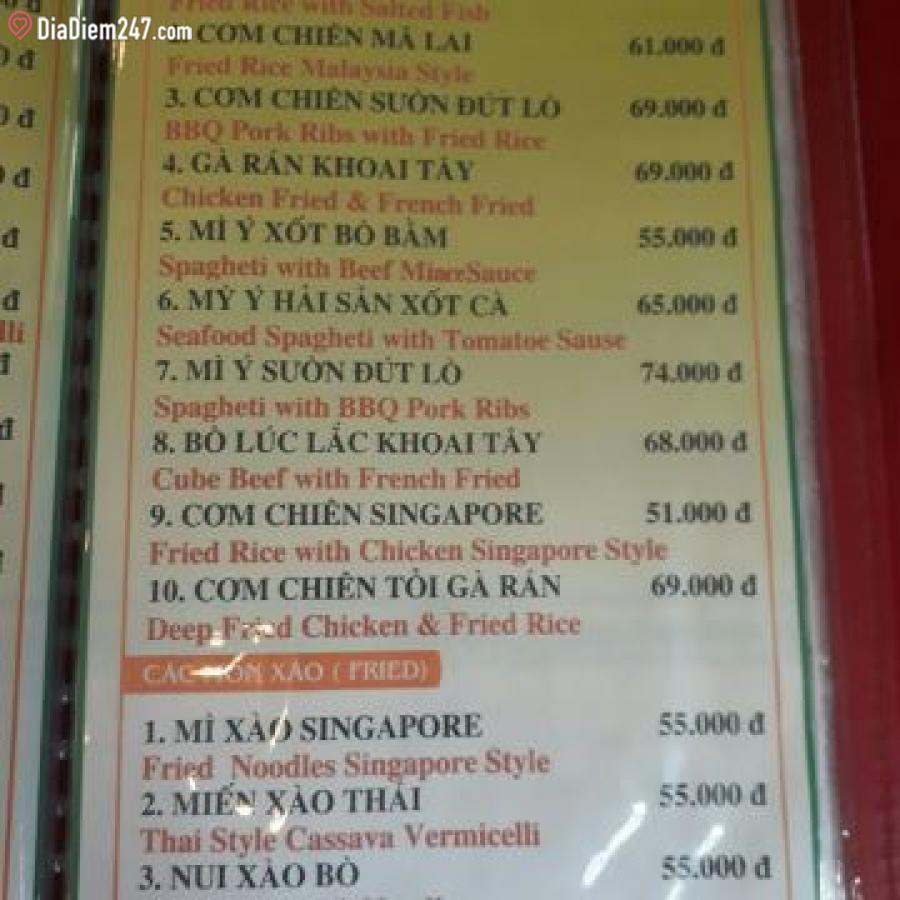 DiaDiem247.com
Fried Rice with Salted Fish
CƠM CHIÊN MÃ LAI 61.000 đ
Fried Rice Malaysia Style
3. CƠM CHIÊN SƯỜN ĐÚT LÒ 69.000 đ
BBQ Pork Ribs with Fried Rice
4. GÀ RÁN KHOAI TÂY 69.000 đ
Chicken Fried & French Fried
5. MÌ Ý XỐT BÒ BẰM 55.000 đ
Spagheti with Beef MinceSauce
6. MỲ Ý HẢI SẢN XỐT CÀ 65.000 đ
Seafood Spagheti with Tomatoe Sause
7. MÌ Ý SƯỜN ĐÚT LÒ 74.000 đ
Spagheti with BBQ Pork Ribs
8. BÒ LÚC LẮC KHOAI TÂY 68.000 đ
Cube Beef with French Fried
9. CƠM CHIÊN SINGAPORE 51.000 đ
Fried Rice with Chicken Singapore Style
10. CƠM CHIÊN TỎI GÀ RÁN 69.000 đ
Deep Fried Chicken & Fried Rice
CÁC MÓN XÀO ( FRIED)
1. MÌ XÀO SINGAPORE 55.000 đ
Fried Noodles Singapore Style
2. MIẾN XÀO THÁI 55.000 đ
Thai Style Cassava Vermicelli
3. NUI XÀO BÒ 55.000 đ